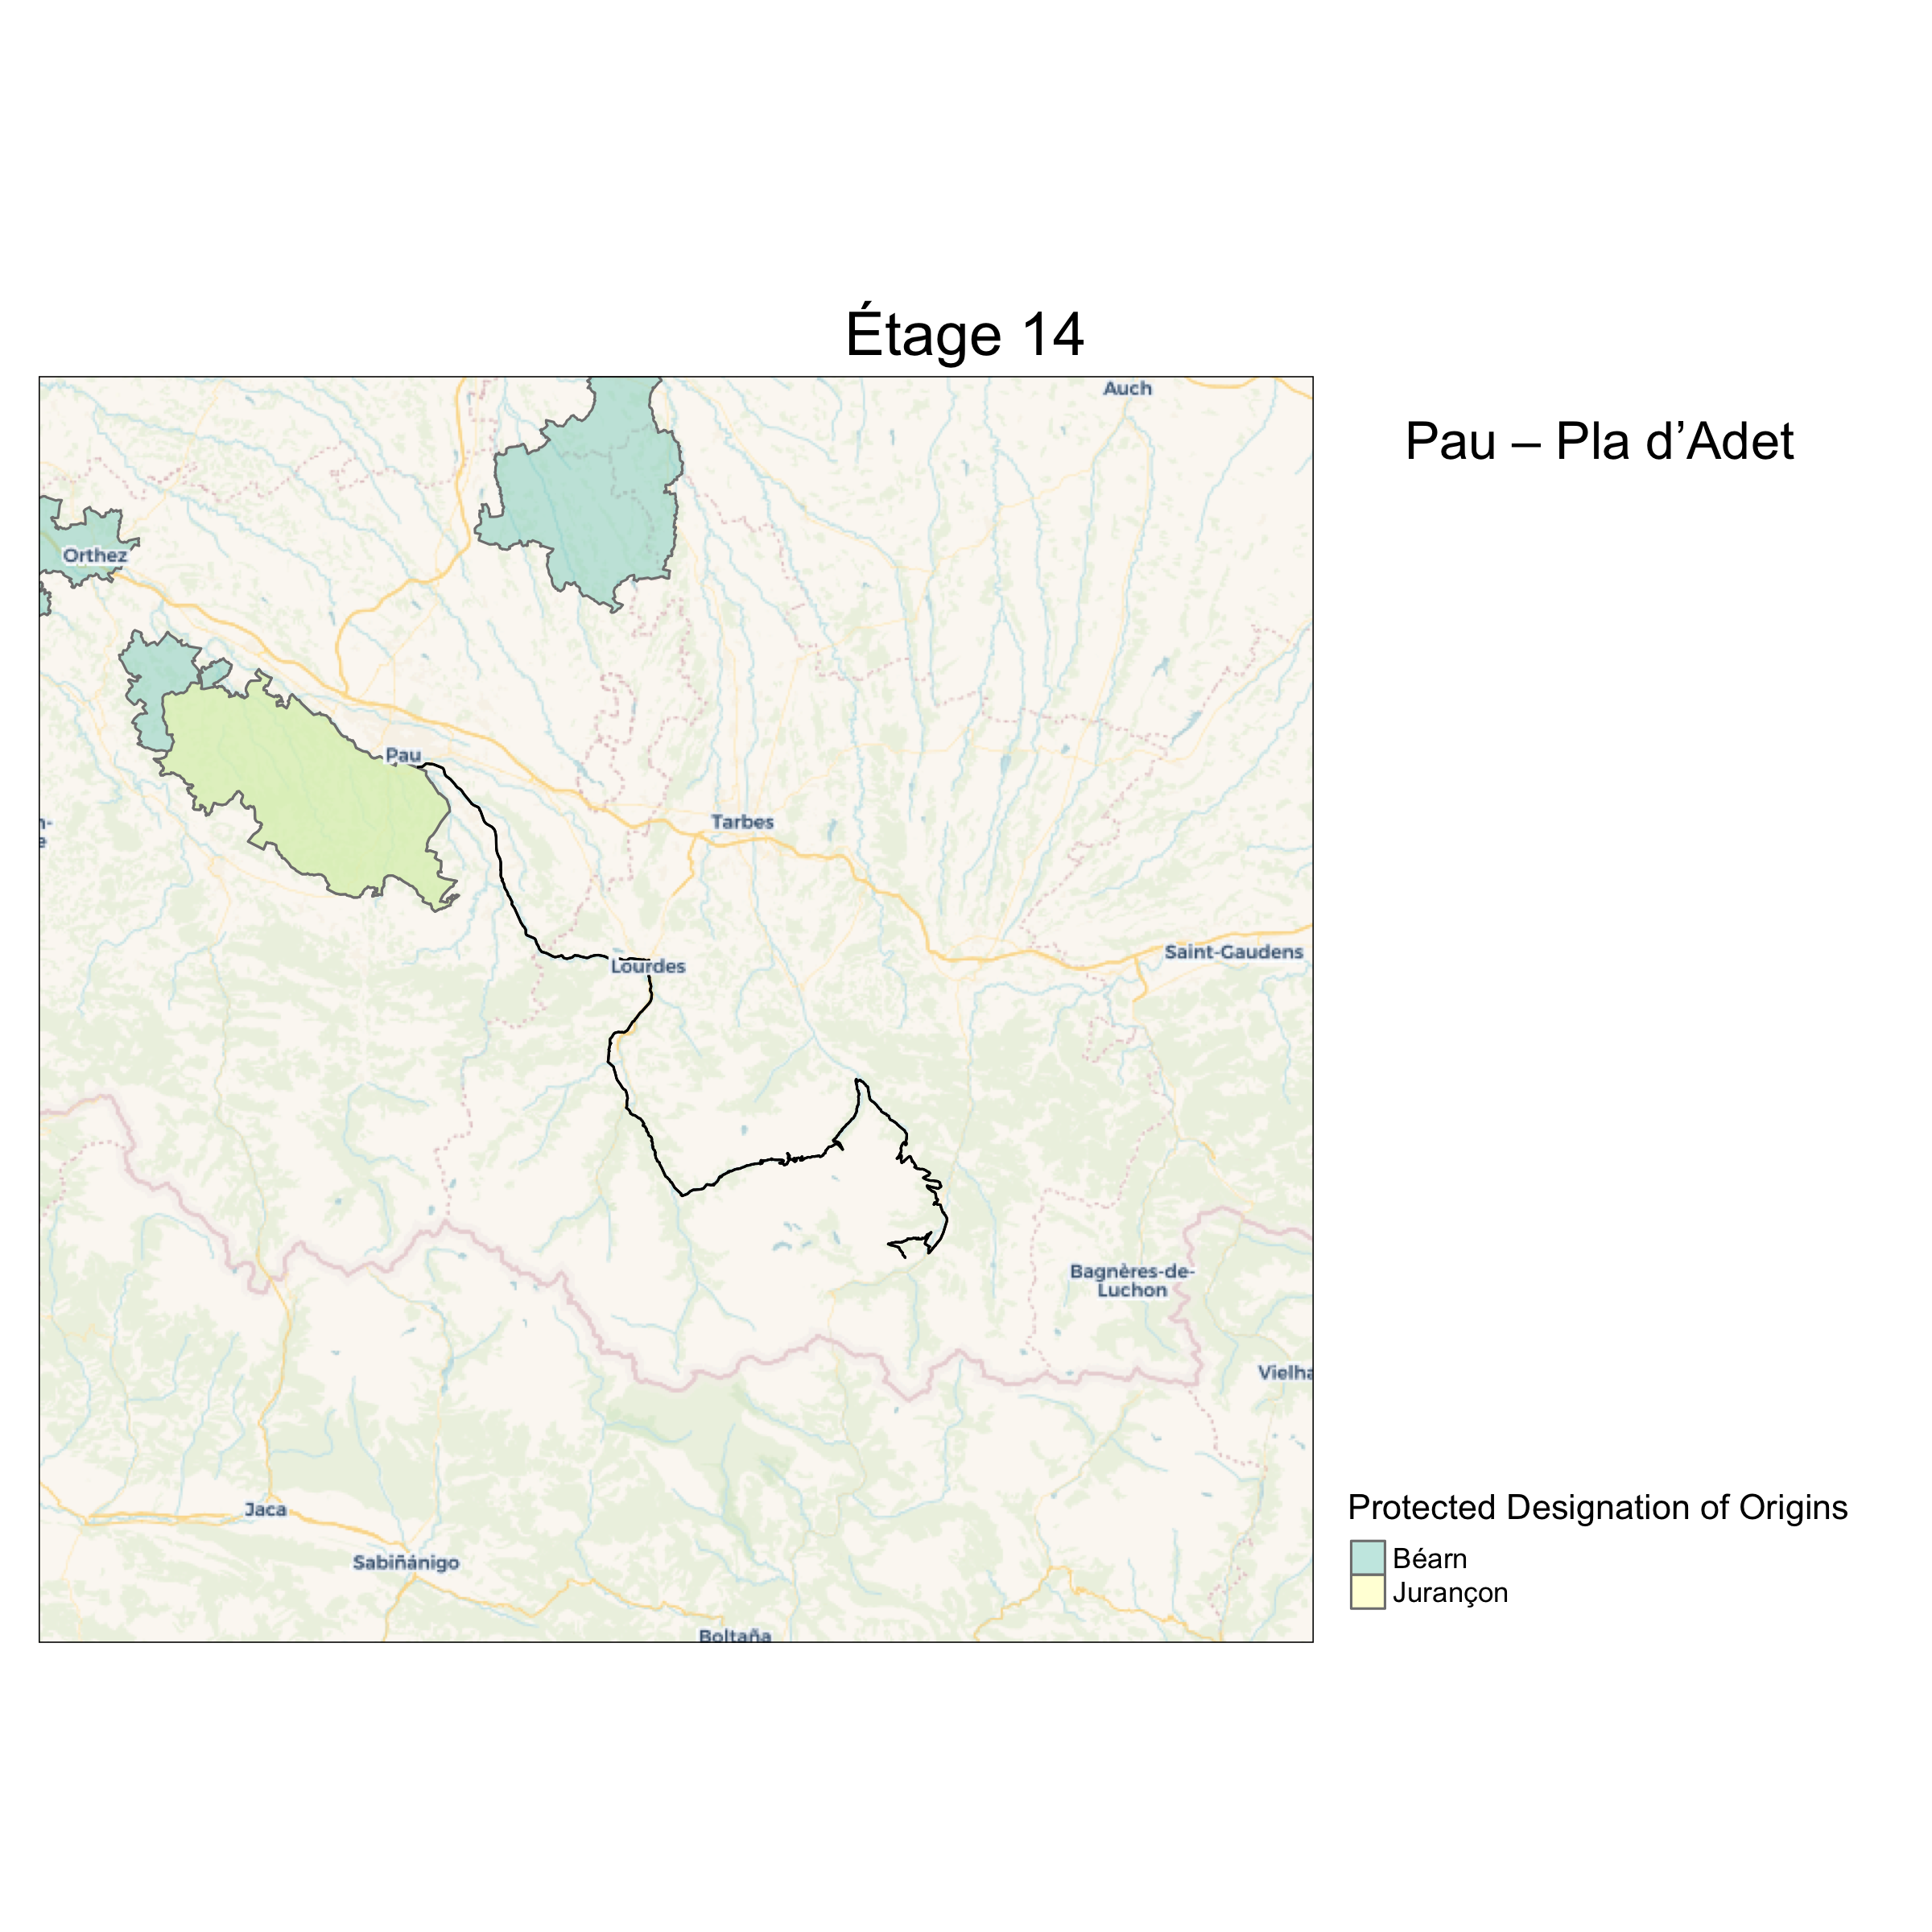 Étage 14
Pau – Pla d’Adet
Auch
Orthez
Pau
Tarbes
n-
e
Saint-Gaudens
Lourdes
Bagnères-de-
Luchon
Vielha
Jaca
Sabiñánigo
Boltaña
Protected Designation of Origins
Béarn
Jurançon